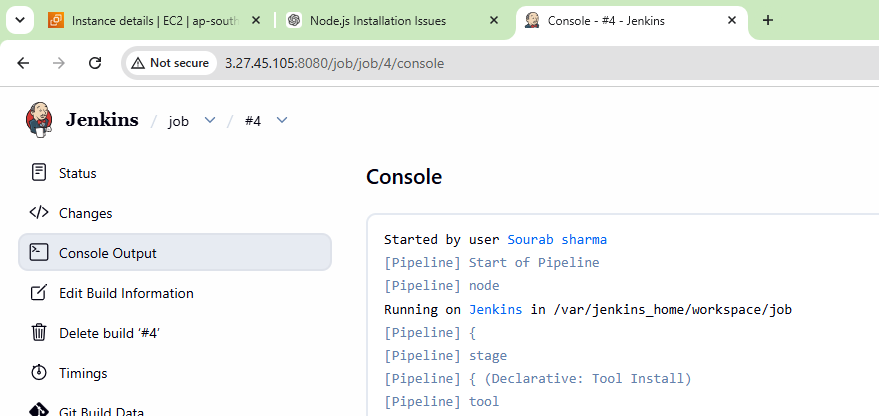 Instance details | EC2 | ap-south
Node.js Installation Issues
Console - #4 - Jenkins
Not secure
3.27.45.105:8080/job/job/4/console
Jenkins / job / #4
Status
Changes
Console Output
Edit Build Information
Delete build ‘#4’
Timings
Git Build Data
Console
Started by user Sourab sharma
[Pipeline] Start of Pipeline
[Pipeline] node
Running on Jenkins in /var/jenkins_home/workspace/job
[Pipeline] {
[Pipeline] stage
[Pipeline] { (Declarative: Tool Install)
[Pipeline] tool